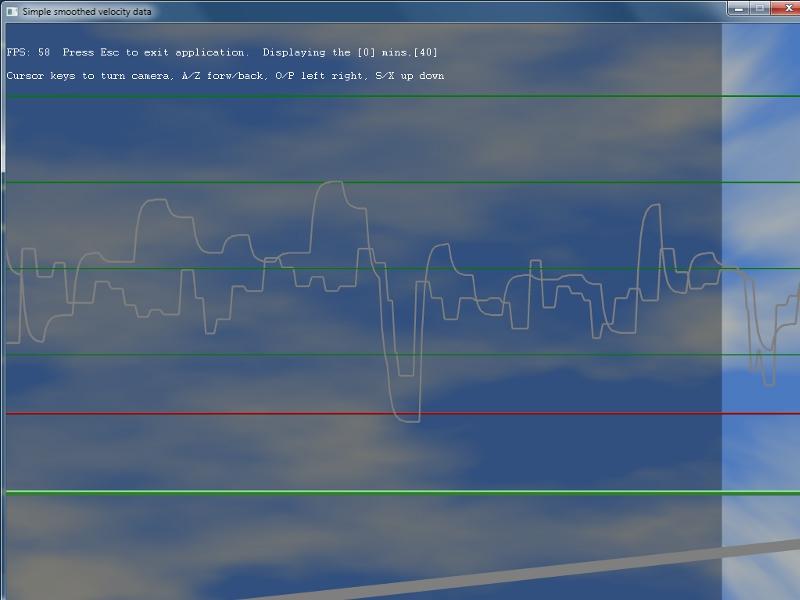 Simple smoothed velocity data
FPS: 58  Press Esc to exit application.  Displaying the [0] mins.[40]
Cursor keys to turn camera, A/Z forw/back, O/P left right, S/X up down